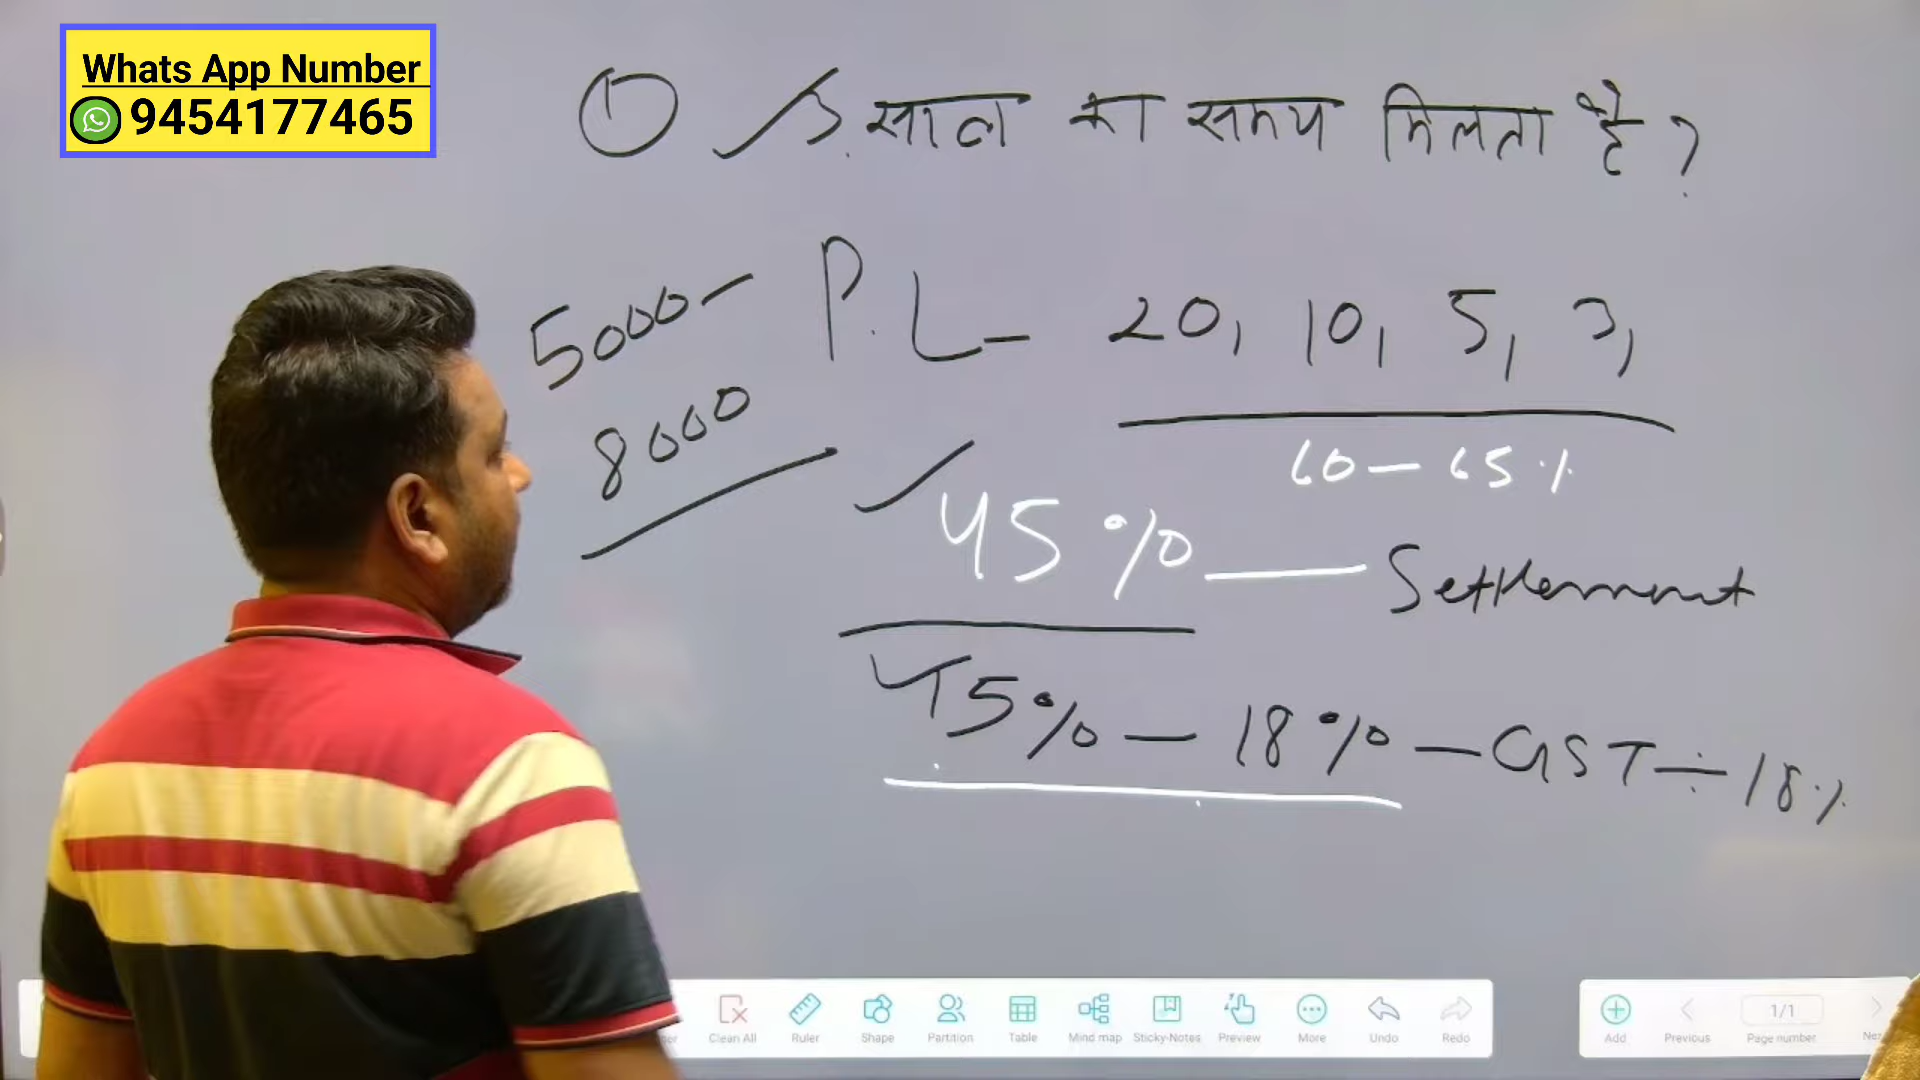 Whats App Number
9454177465
① 3. साल का समय मिलता है ?
5000 - P.L - 20, 10, 5, 3,
8000
60 - 65 %
45 % - Settlement
45% - 18% - GST - 18%
Clean All
Ruler
Shape
Partition
Table
Mind map
Sticky-Notes
Preview
More
Undo
Redo
Add
Previous
1/1
Page number